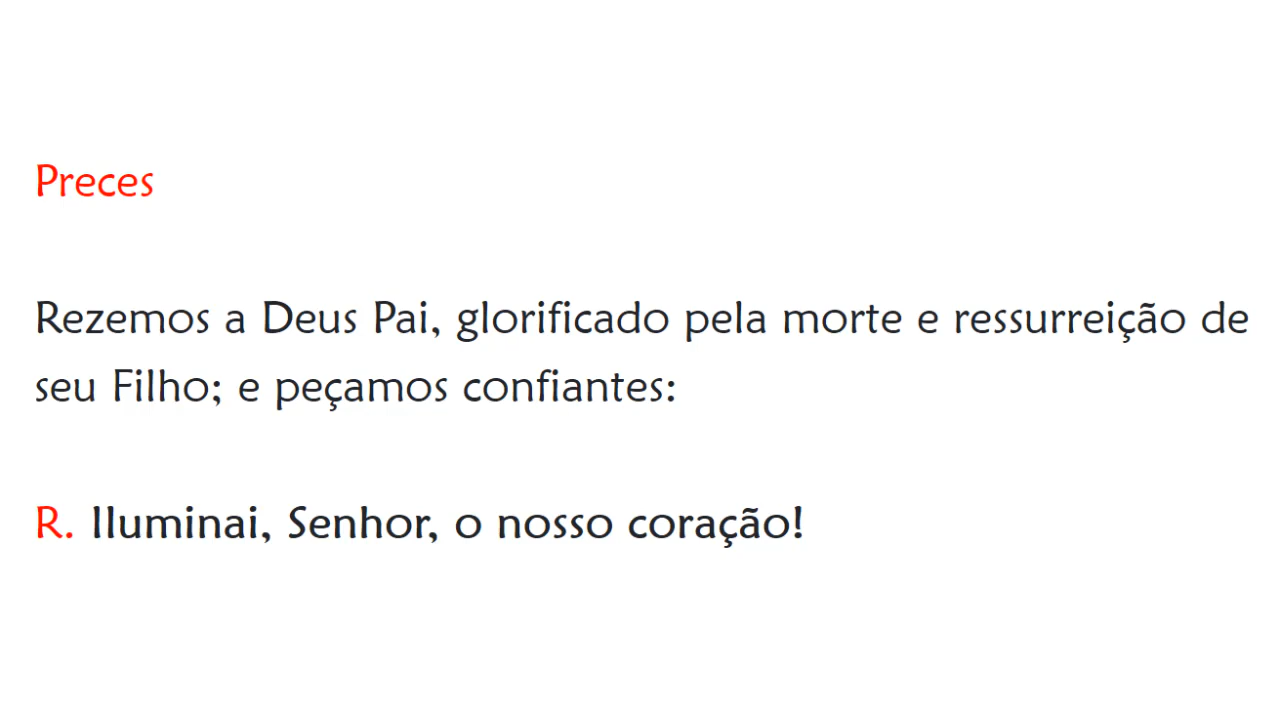 Preces
Rezemos a Deus Pai, glorificado pela morte e ressurreição de
seu Filho; e peçamos confiantes:
R. Iluminai, Senhor, o nosso coração!